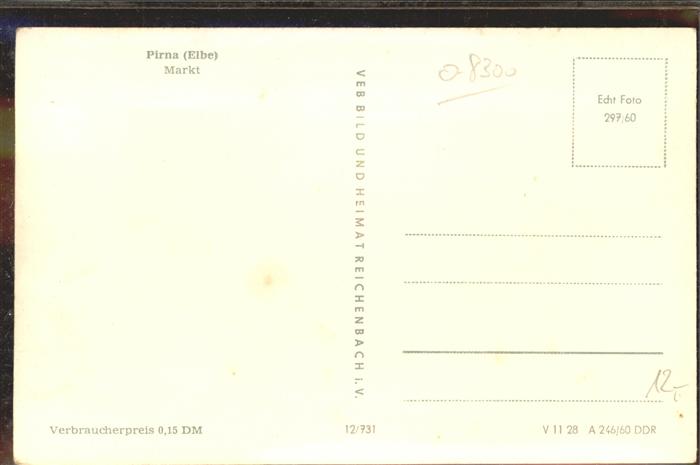 Pirna (Elbe)
Markt
VEB BILD UND HEIMAT REICHENBACH i. V.
o-8300
Echt Foto
297/60
12,-
Verbraucherpreis 0,15 DM
12/731
V 11 28 A 246/60 DDR